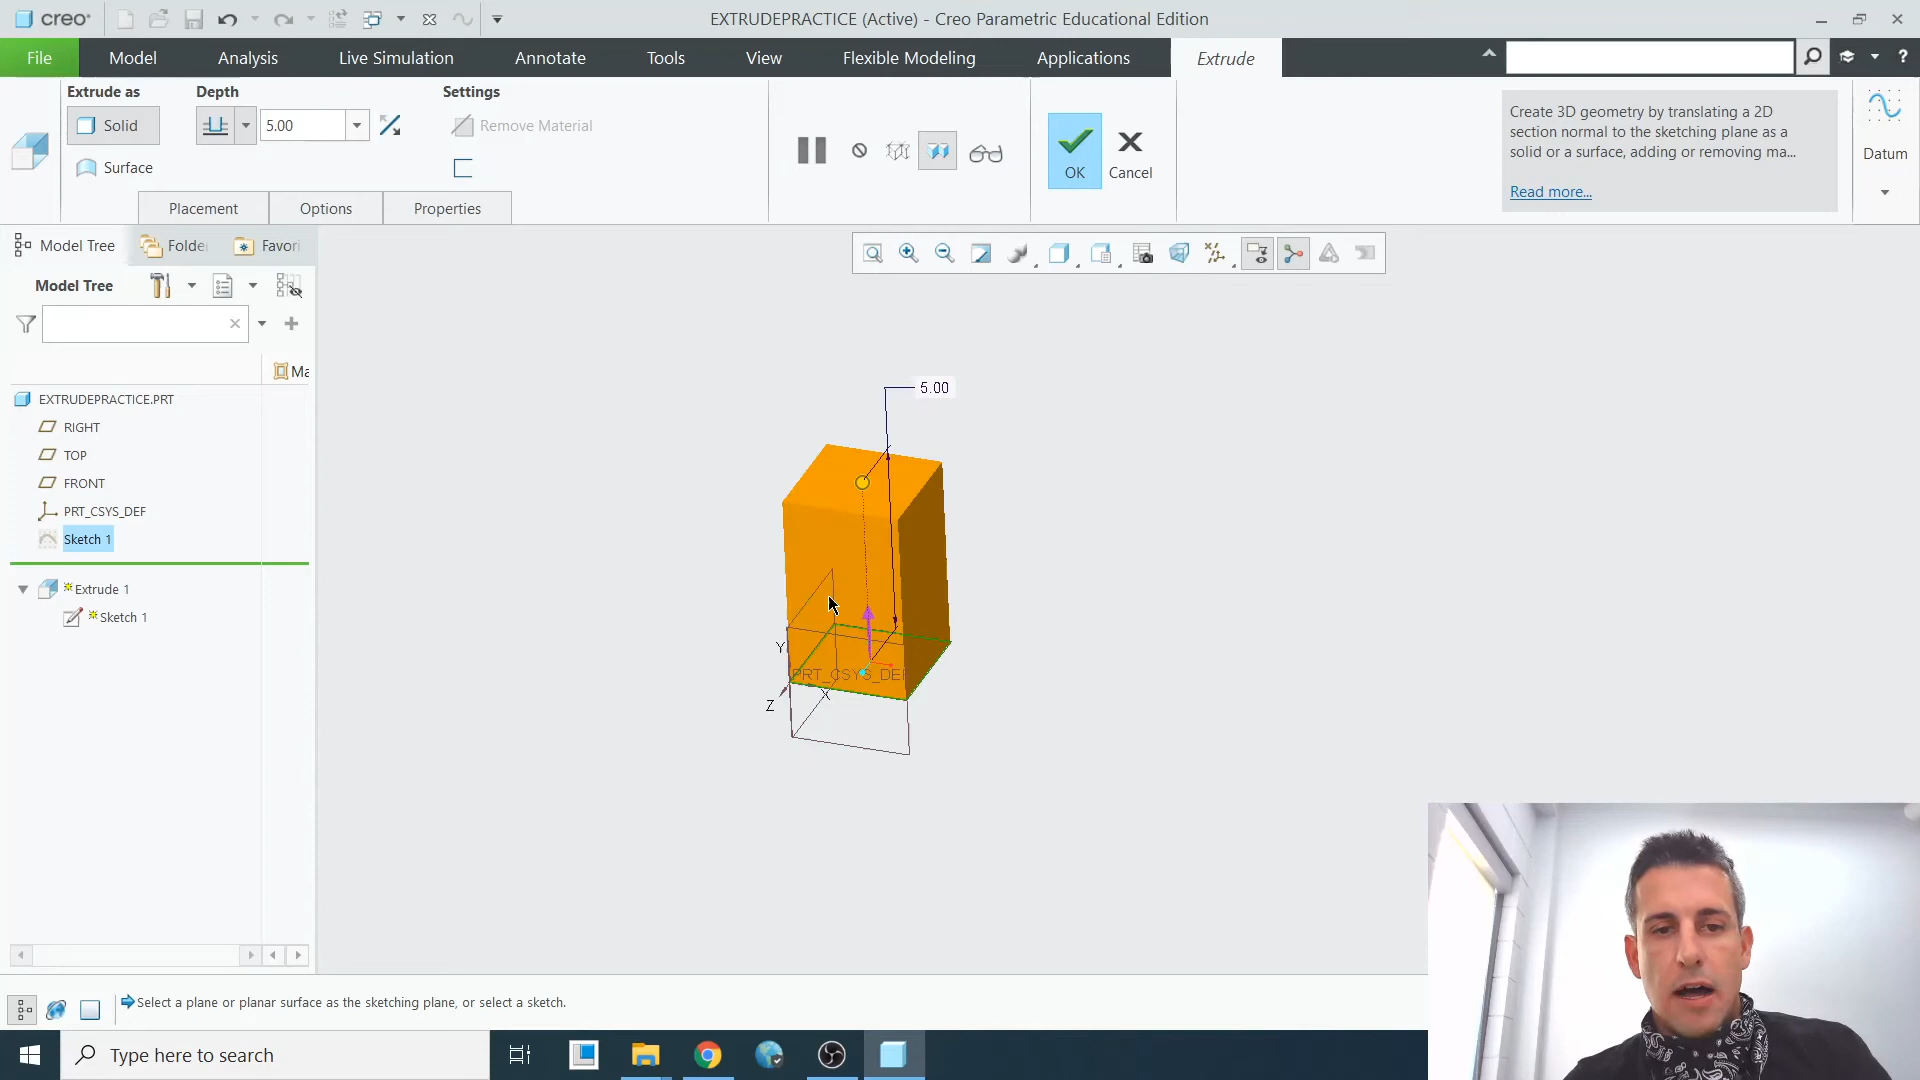 creo
EXTRUDEPRACTICE (Active) - Creo Parametric Educational Edition
File
Model
Analysis
Live Simulation
Annotate
Tools
View
Flexible Modeling
Applications
Extrude
?
Extrude as
Depth
Settings
Solid
5.00
Remove Material
Surface
OK
Cancel
Create 3D geometry by translating a 2D
section normal to the sketching plane as a
solid or a surface, adding or removing ma...
Read more...
Datum
Placement
Options
Properties
Model Tree
Folde
Favori
Model Tree
Ma
EXTRUDEPRACTICE.PRT
RIGHT
TOP
FRONT
PRT_CSYS_DEF
Sketch 1
Extrude 1
Sketch 1
5.00
Y
PRT_CSYS_DEF
X
Z
Select a plane or planar surface as the sketching plane, or select a sketch.
Type here to search